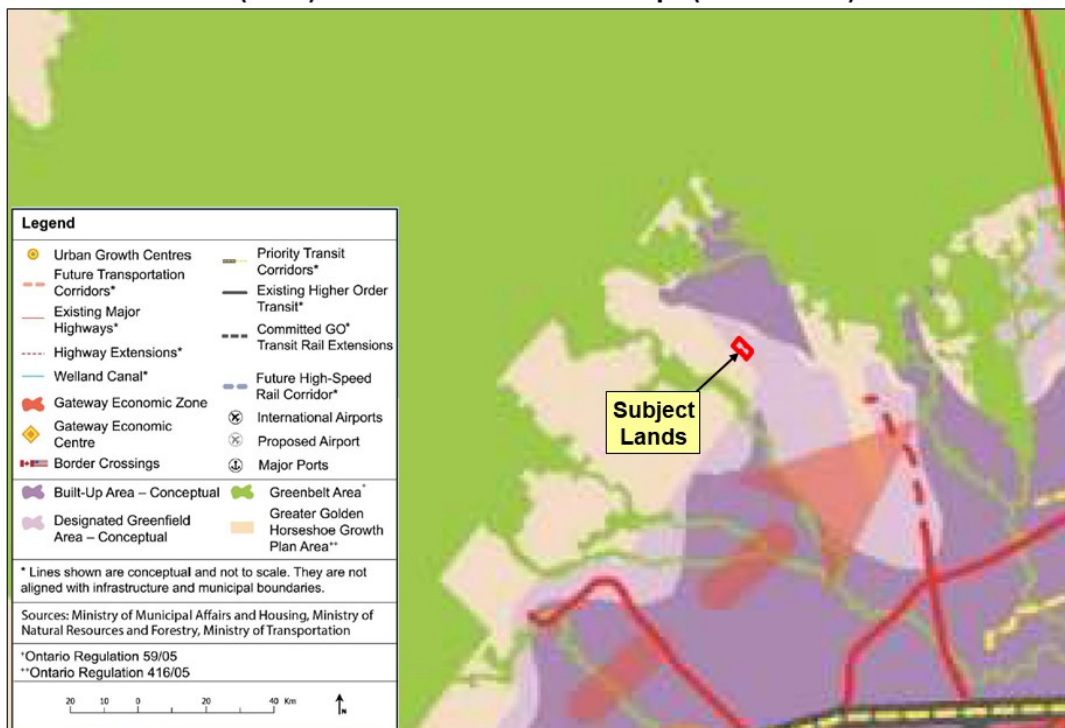 Legend
Urban Growth Centres
Future Transportation
Corridors*
Existing Major
Highways*
Highway Extensions*
Welland Canal*
Gateway Economic Zone
Gateway Economic
Centre
Border Crossings
Priority Transit
Corridors*
Existing Higher Order
Transit*
Committed GO*
Transit Rail Extensions
Future High-Speed
Rail Corridor*
International Airports
Proposed Airport
Major Ports
Built-Up Area – Conceptual
Designated Greenfield
Area – Conceptual
Greenbelt Area+
Greater Golden
Horseshoe Growth
Plan Area++
* Lines shown are conceptual and not to scale. They are not
aligned with infrastructure and municipal boundaries.
Sources: Ministry of Municipal Affairs and Housing, Ministry of
Natural Resources and Forestry, Ministry of Transportation
+Ontario Regulation 59/05
++Ontario Regulation 416/05
20 10 0 20 40 Km
N
Subject
Lands